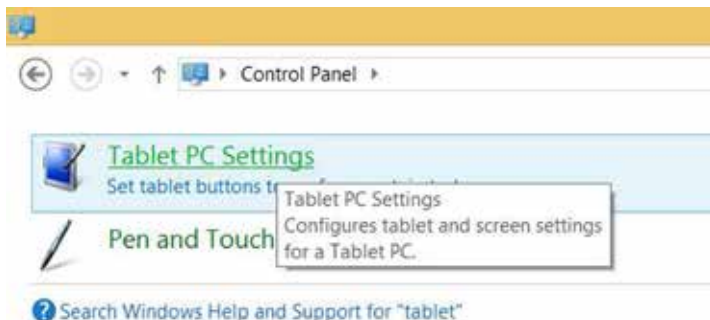 Control Panel
Tablet PC Settings
Set tablet buttons
Tablet PC Settings
Configures tablet and screen settings
for a Tablet PC.
Pen and Touch
Search Windows Help and Support for "tablet"